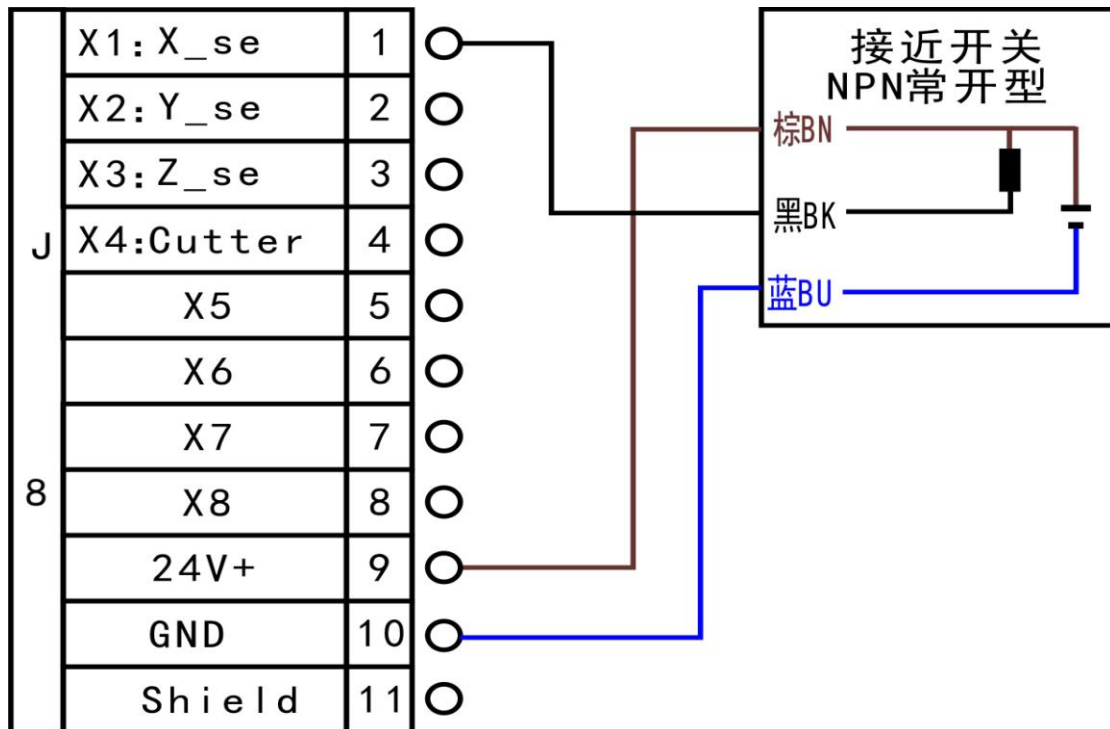 X1:X_se 1
X2:Y_se 2
X3:Z_se 3
X4:Cutter 4
X5 5
X6 6
X7 7
X8 8
24V+ 9
GND 10
Shield 11
J
8
接近开关
NPN常开型
棕BN
黑BK
蓝BU